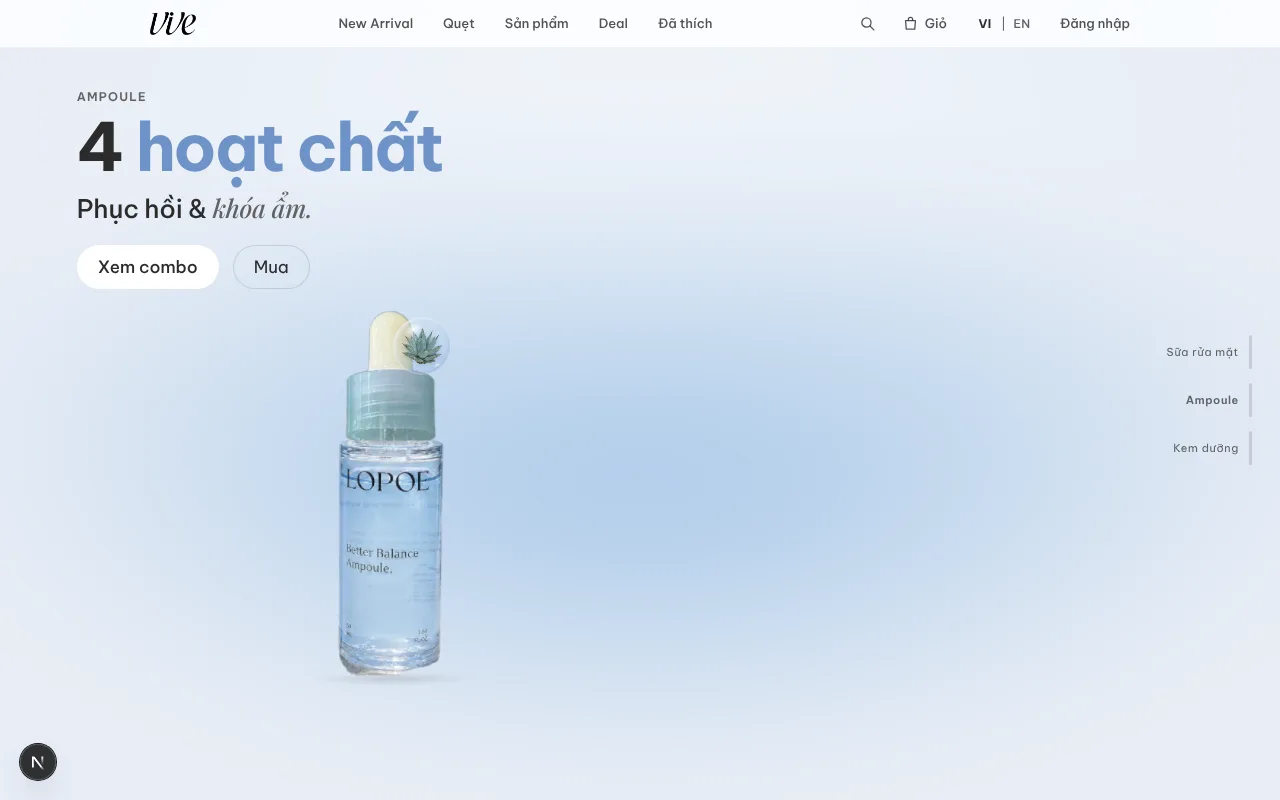 ViVe
New Arrival
Quẹt
Sản phẩm
Deal
Đã thích
Giỏ
VI | EN
Đăng nhập
AMPOULE
4 hoạt chất
Phục hồi & khóa ẩm.
Xem combo
Mua
LOPOE
Better Balance
Ampoule.
Sữa rửa mặt
Ampoule
Kem dưỡng
N